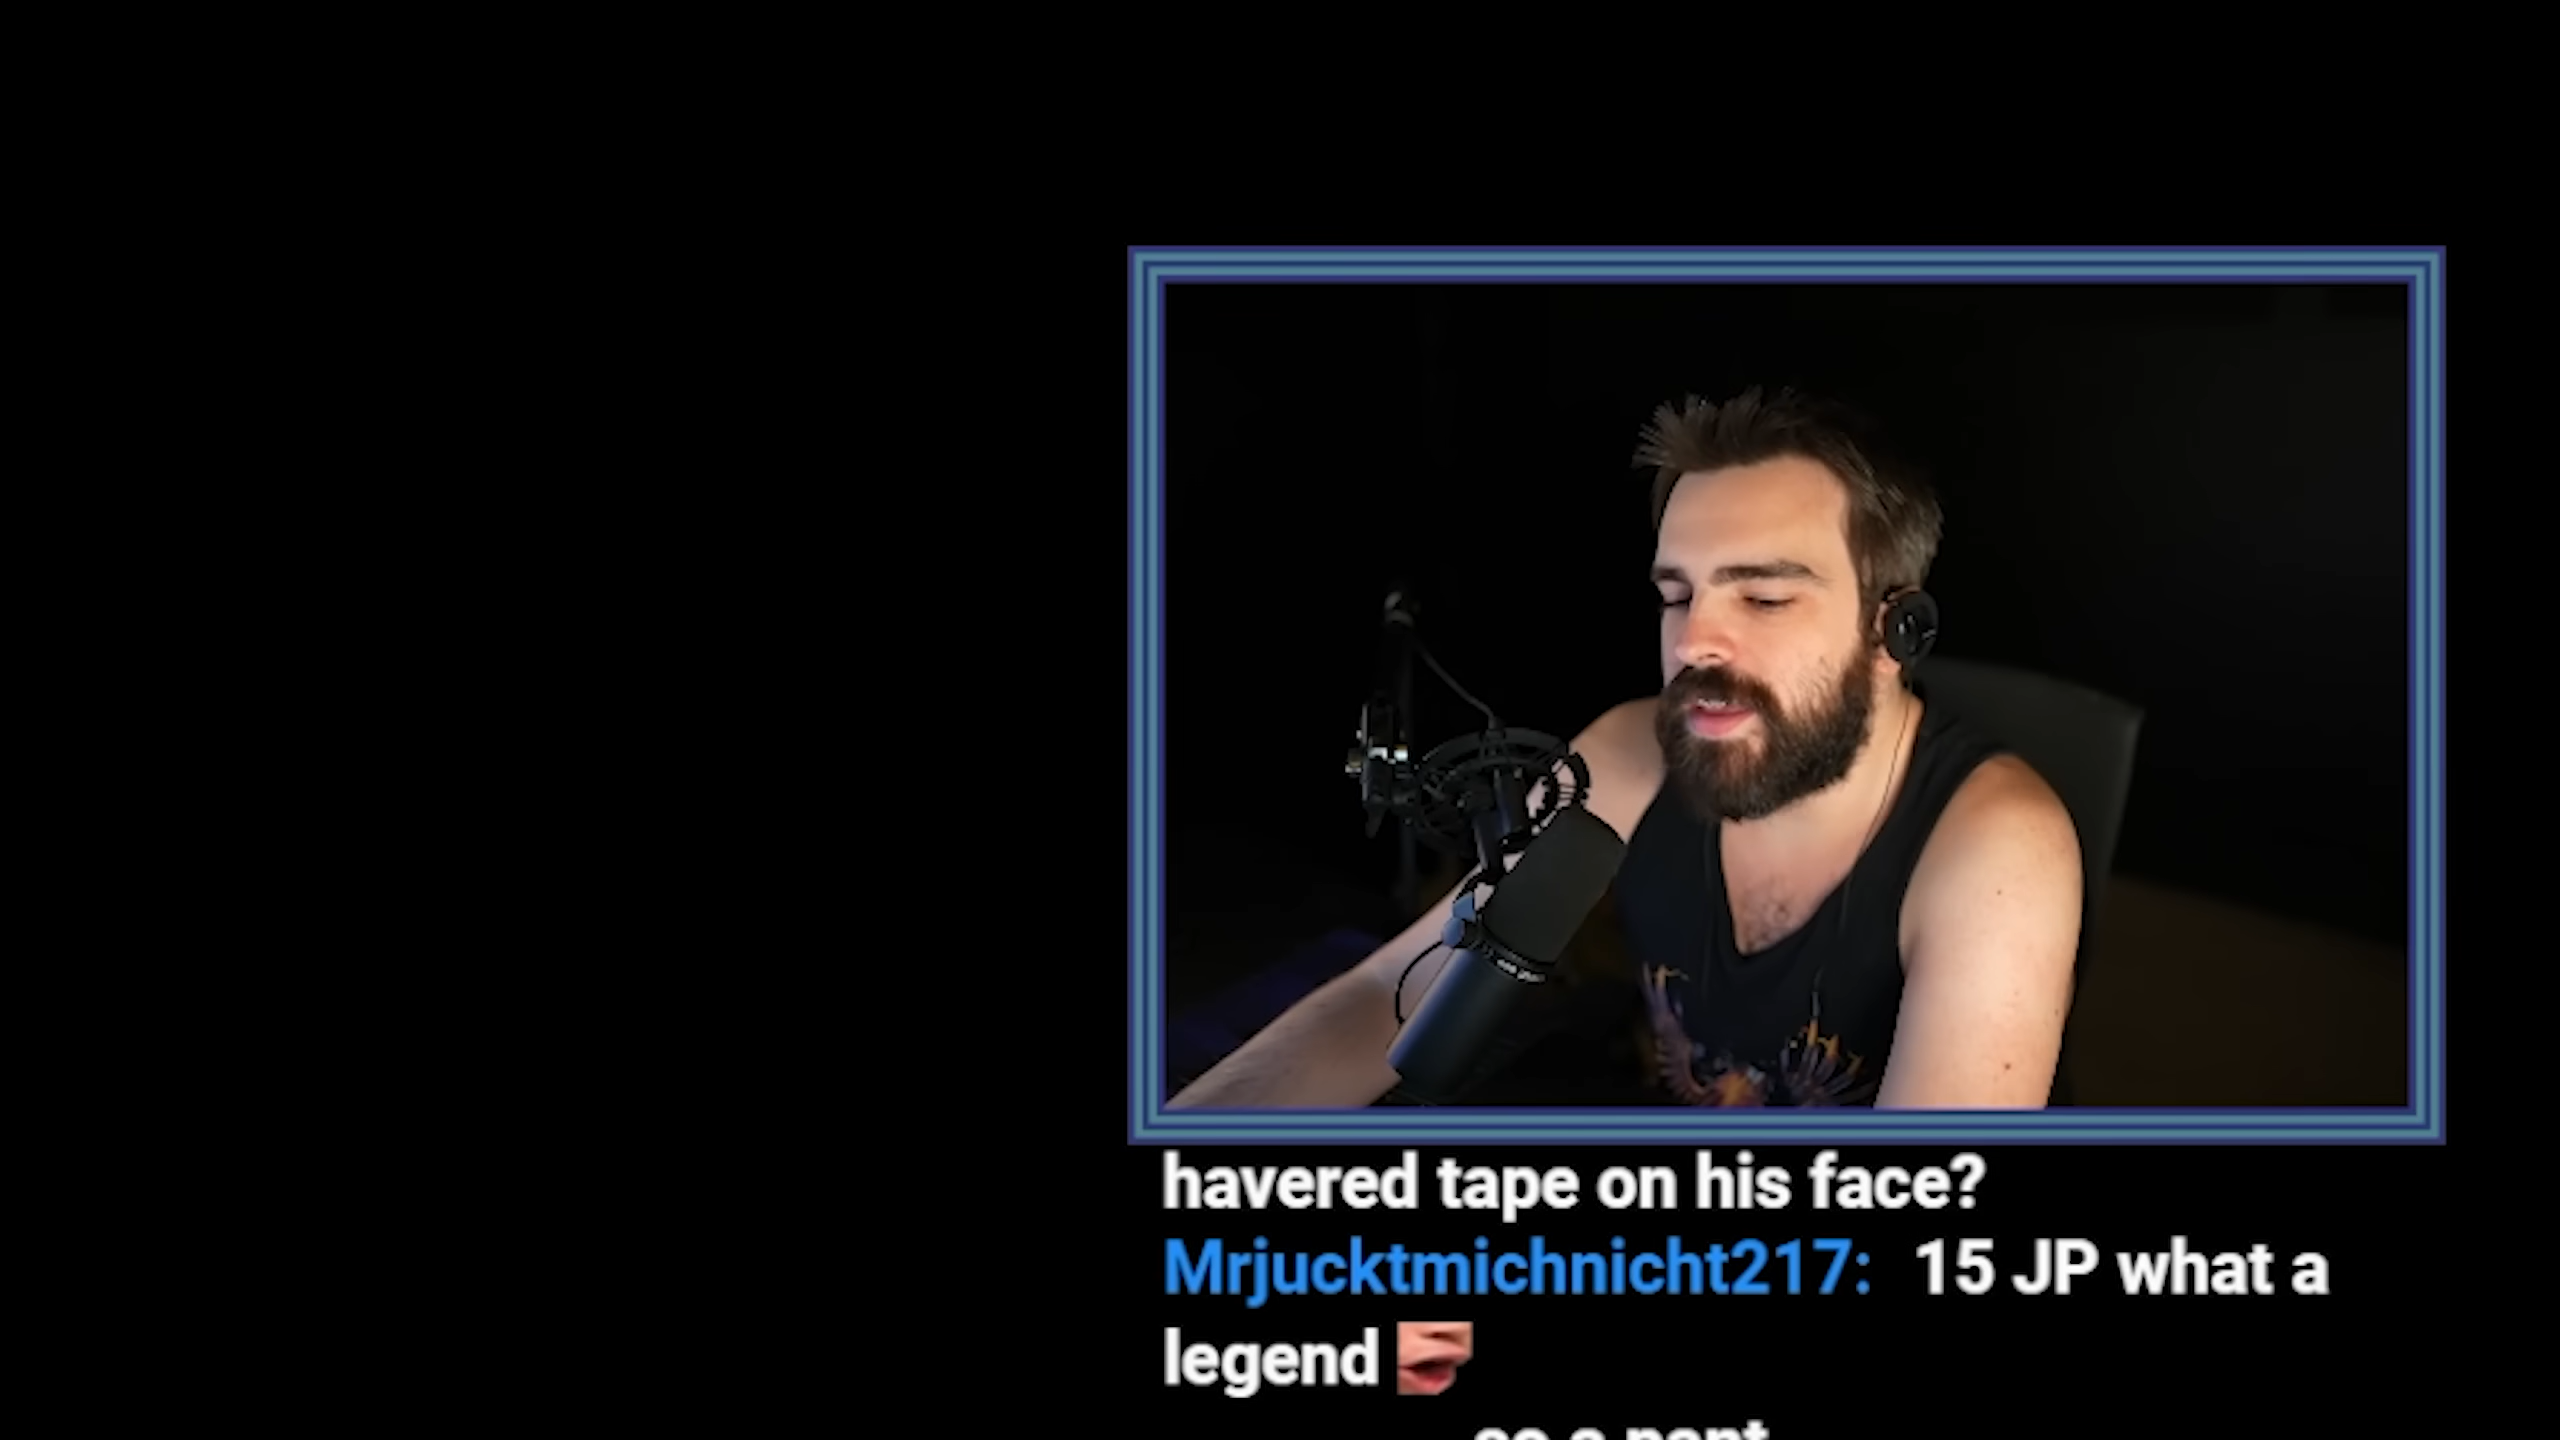 havered tape on his face?
Mrjucktmichnicht217: 15 JP what a
legend